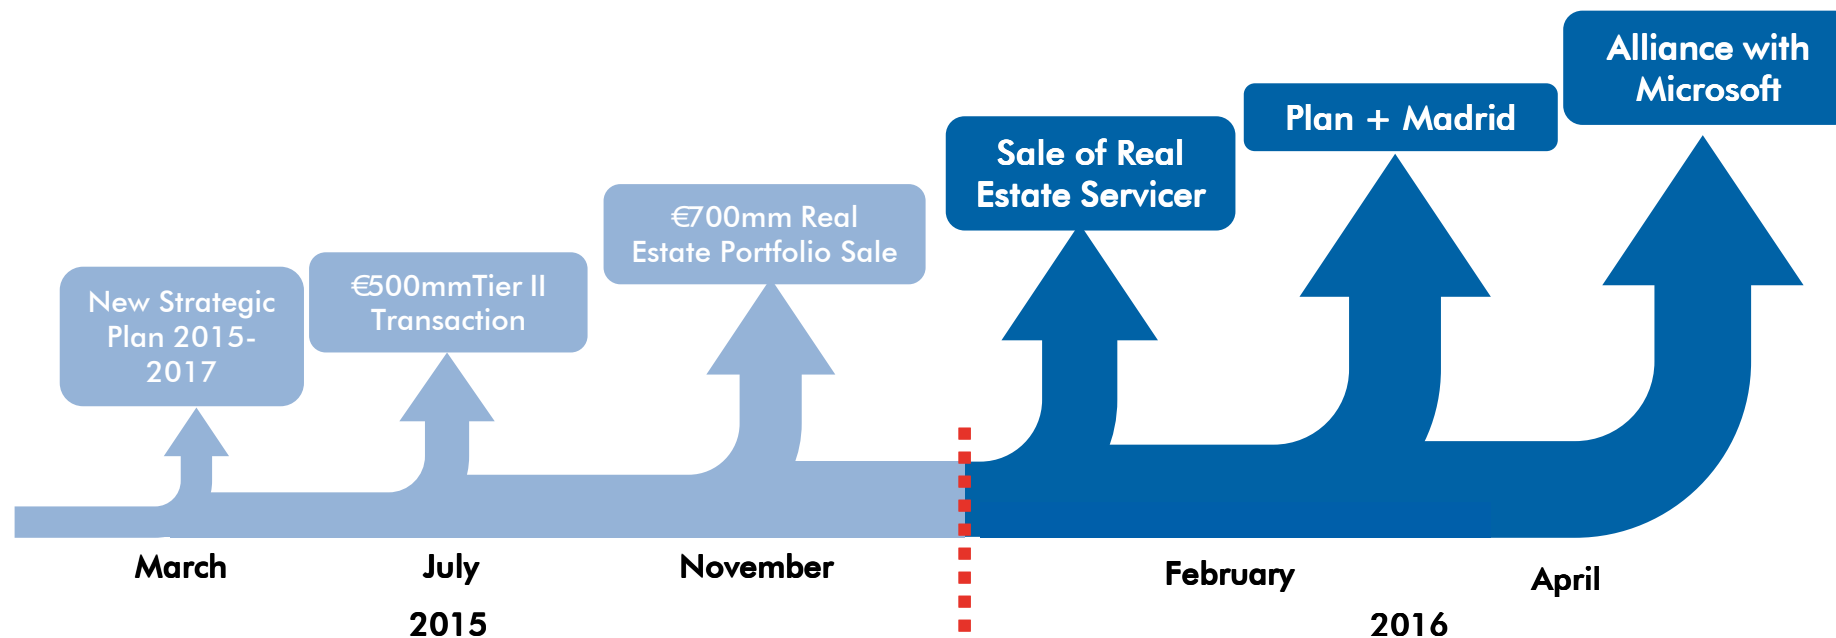 New Strategic
Plan 2015-
2017
€500mmTier II
Transaction
€700mm Real
Estate Portfolio Sale
Sale of Real
Estate Servicer
Plan + Madrid
Alliance with
Microsoft
March
July
November
February
April
2015
2016